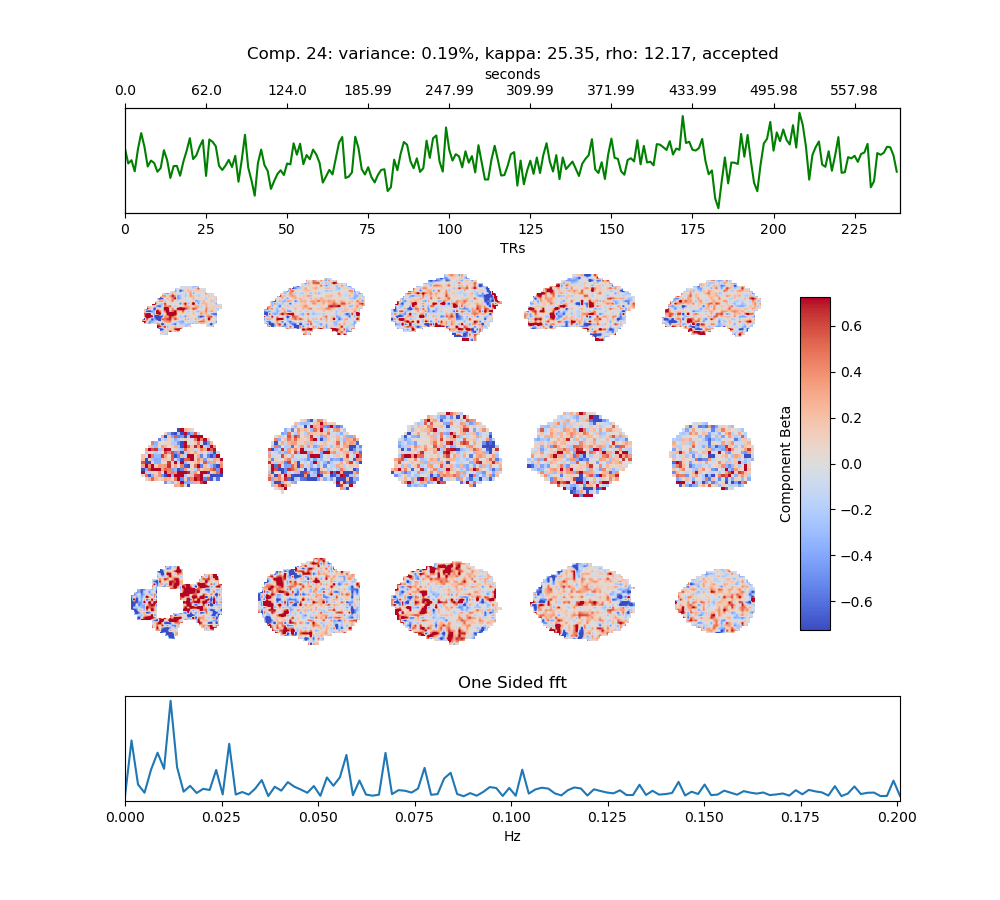 Comp. 24: variance: 0.19%, kappa: 25.35, rho: 12.17, accepted
seconds
0.0 62.0 124.0 185.99 247.99 309.99 371.99 433.99 495.98 557.98
0 25 50 75 100 125 150 175 200 225
TRs
0.6
0.4
0.2
0.0
−0.2
−0.4
−0.6
Component Beta
One Sided fft
0.000 0.025 0.050 0.075 0.100 0.125 0.150 0.175 0.200
Hz